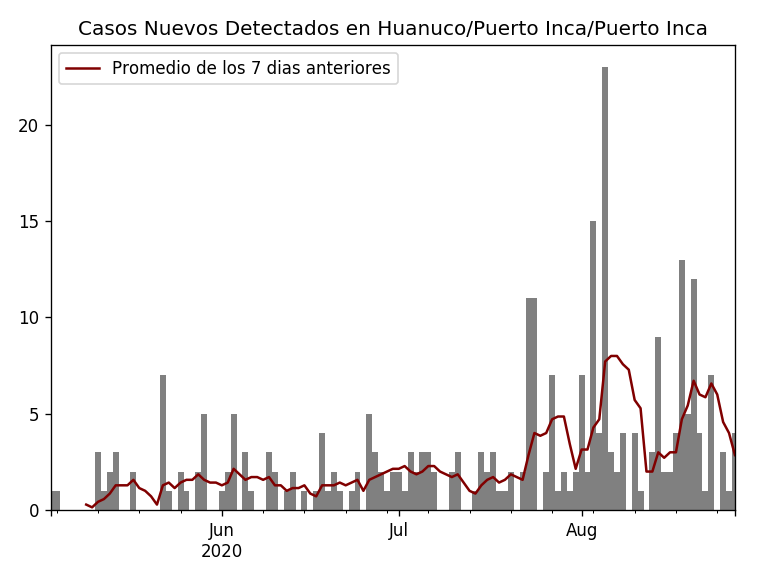 Casos Nuevos Detectados en Huanuco/Puerto Inca/Puerto Inca
Promedio de los 7 dias anteriores
20
15
10
5
0
Jun
2020
Jul
Aug